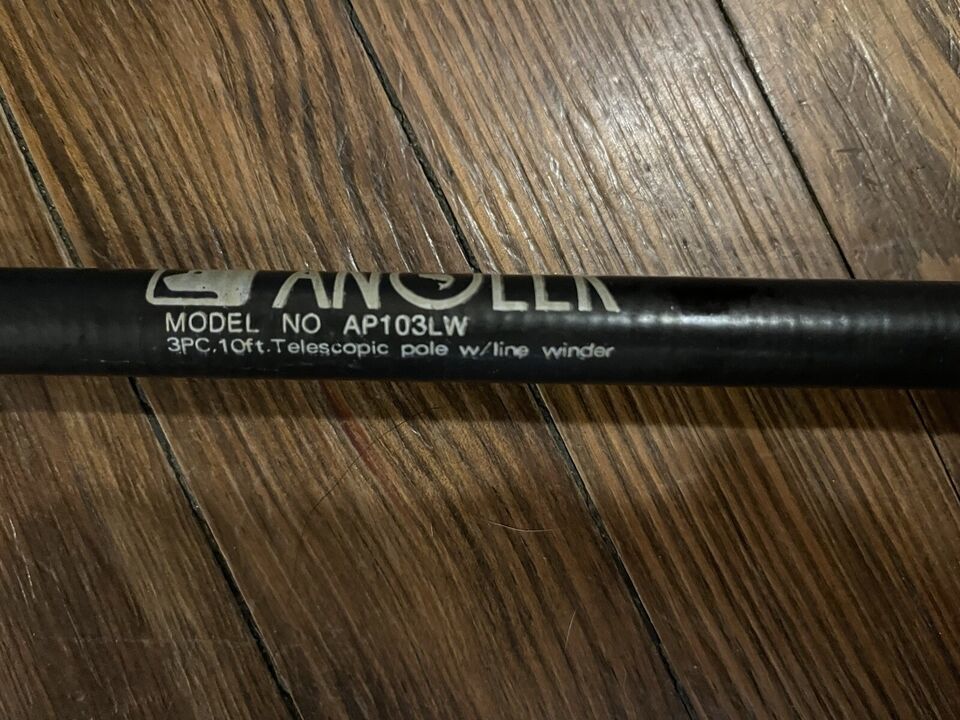 ANGLER
MODEL NO AP103LW
3PC.10ft.Telescopic pole w/line winder